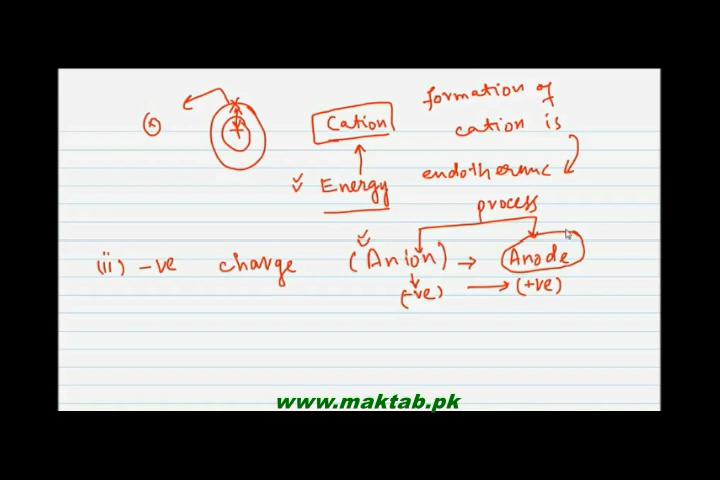 formation of
Cation
cation is
Energy
endothermic
process
(ii) -ve charge (Anion) → Anode
(-ve) → (+ve)
www.maktab.pk